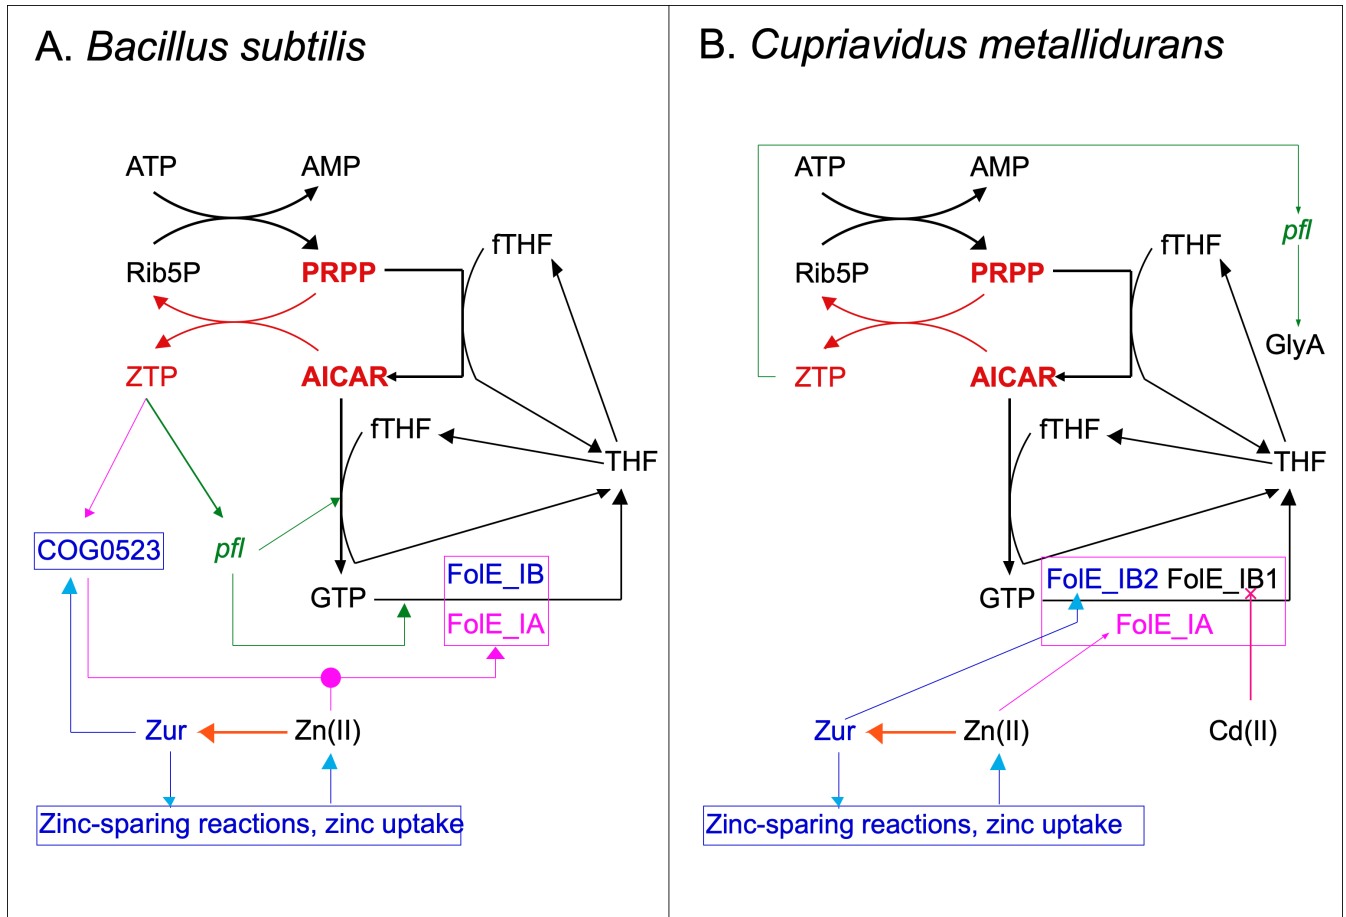 A. Bacillus subtilis
ATP
AMP
fTHF
Rib5P
PRPP
ZTP
AICAR
fTHF
THF
COG0523
pfl
FolE_IB
GTP
FolE_IA
Zur
Zn(II)
Zinc-sparing reactions, zinc uptake
B. Cupriavidus metallidurans
ATP
AMP
pfl
fTHF
Rib5P
PRPP
GlyA
ZTP
AICAR
fTHF
THF
FolE_IB2 FolE_IB1
GTP
FolE_IA
Zur
Zn(II)
Cd(II)
Zinc-sparing reactions, zinc uptake